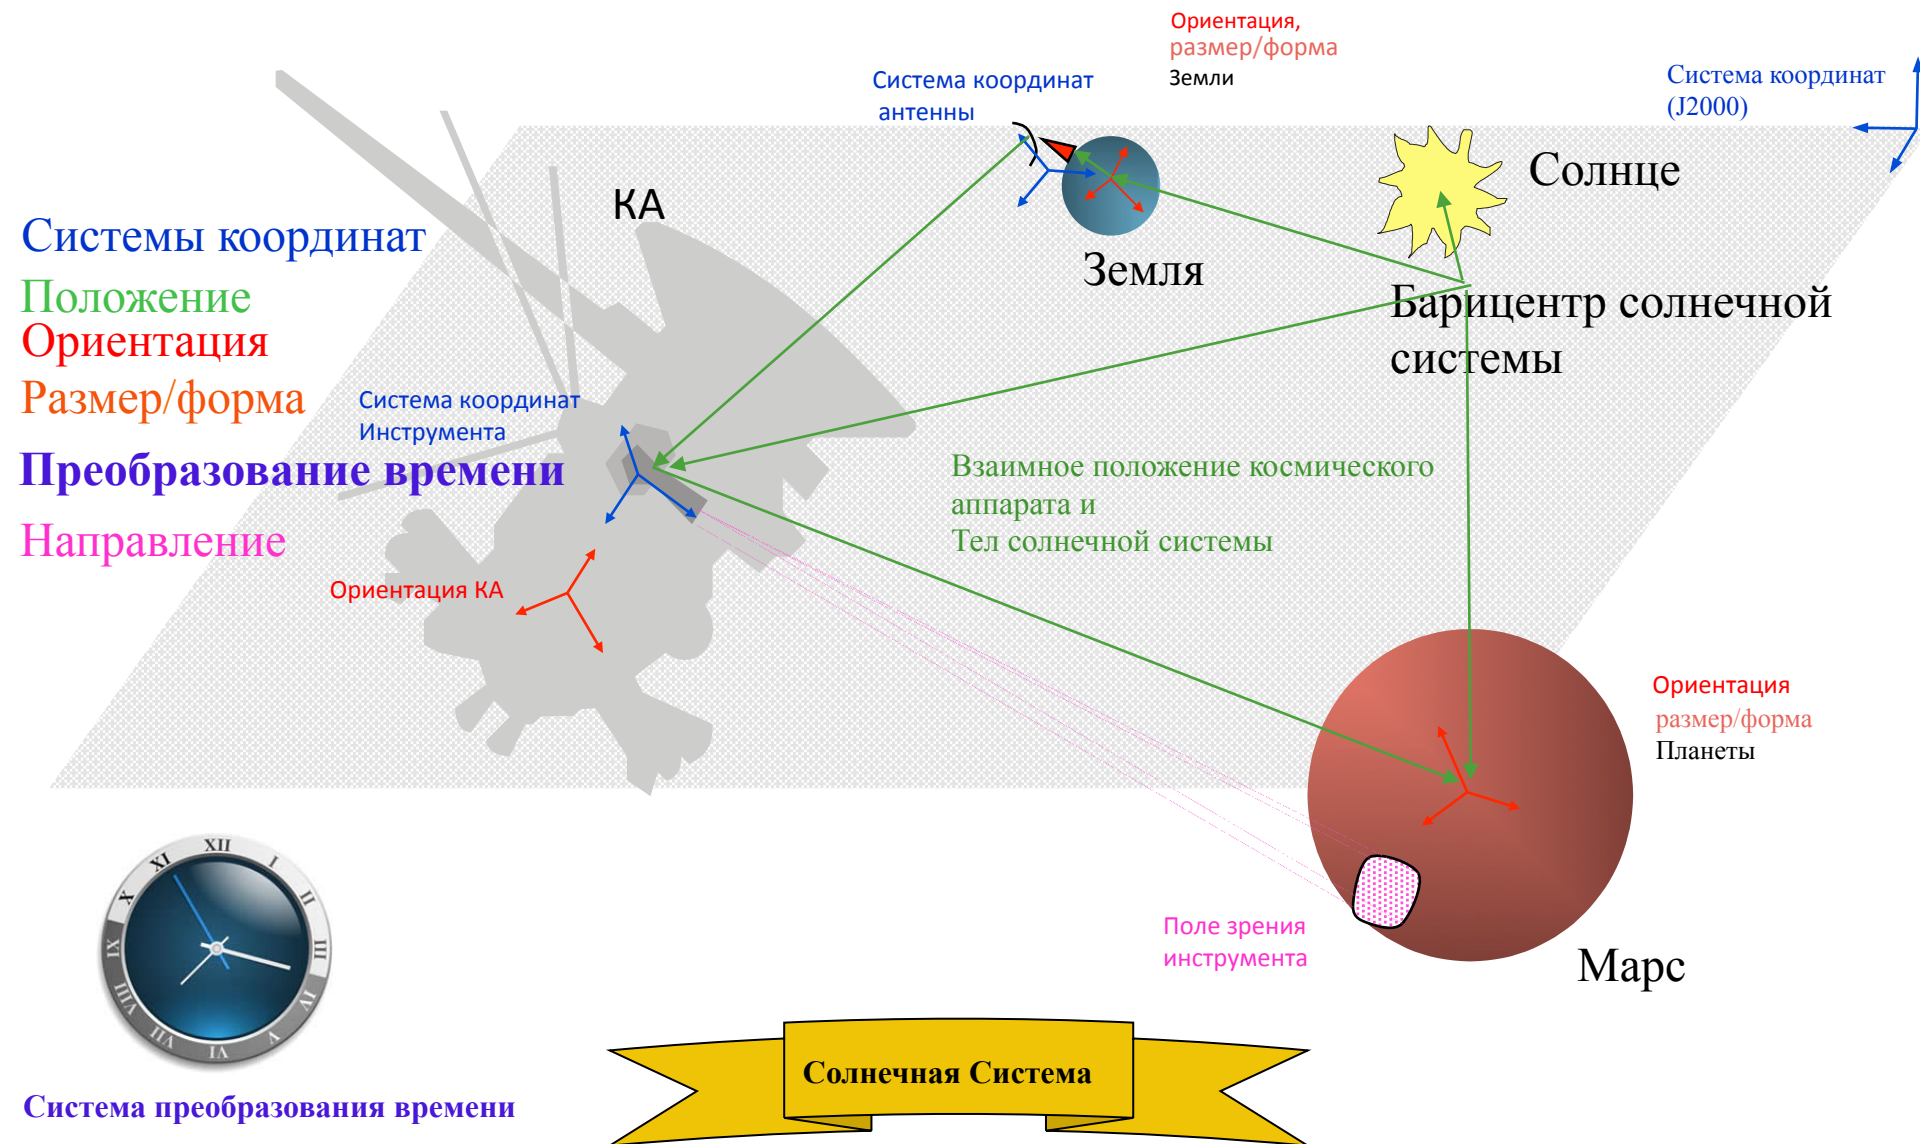 Ориентация,
размер/форма
Земли
Система координат
антенны
Система координат
(J2000)
Солнце
КА
Системы координат
Земля
Положение
Барицентр солнечной
системы
Ориентация
Размер/форма
Система координат
Инструмента
Преобразование времени
Взаимное положение космического
аппарата и
Тел солнечной системы
Направление
Ориентация КА
Ориентация
размер/форма
Планеты
XII
I
II
III
IV
V
VI
VII
VIII
XI
X
XI
Поле зрения
инструмента
Марс
Солнечная Система
Система преобразования времени